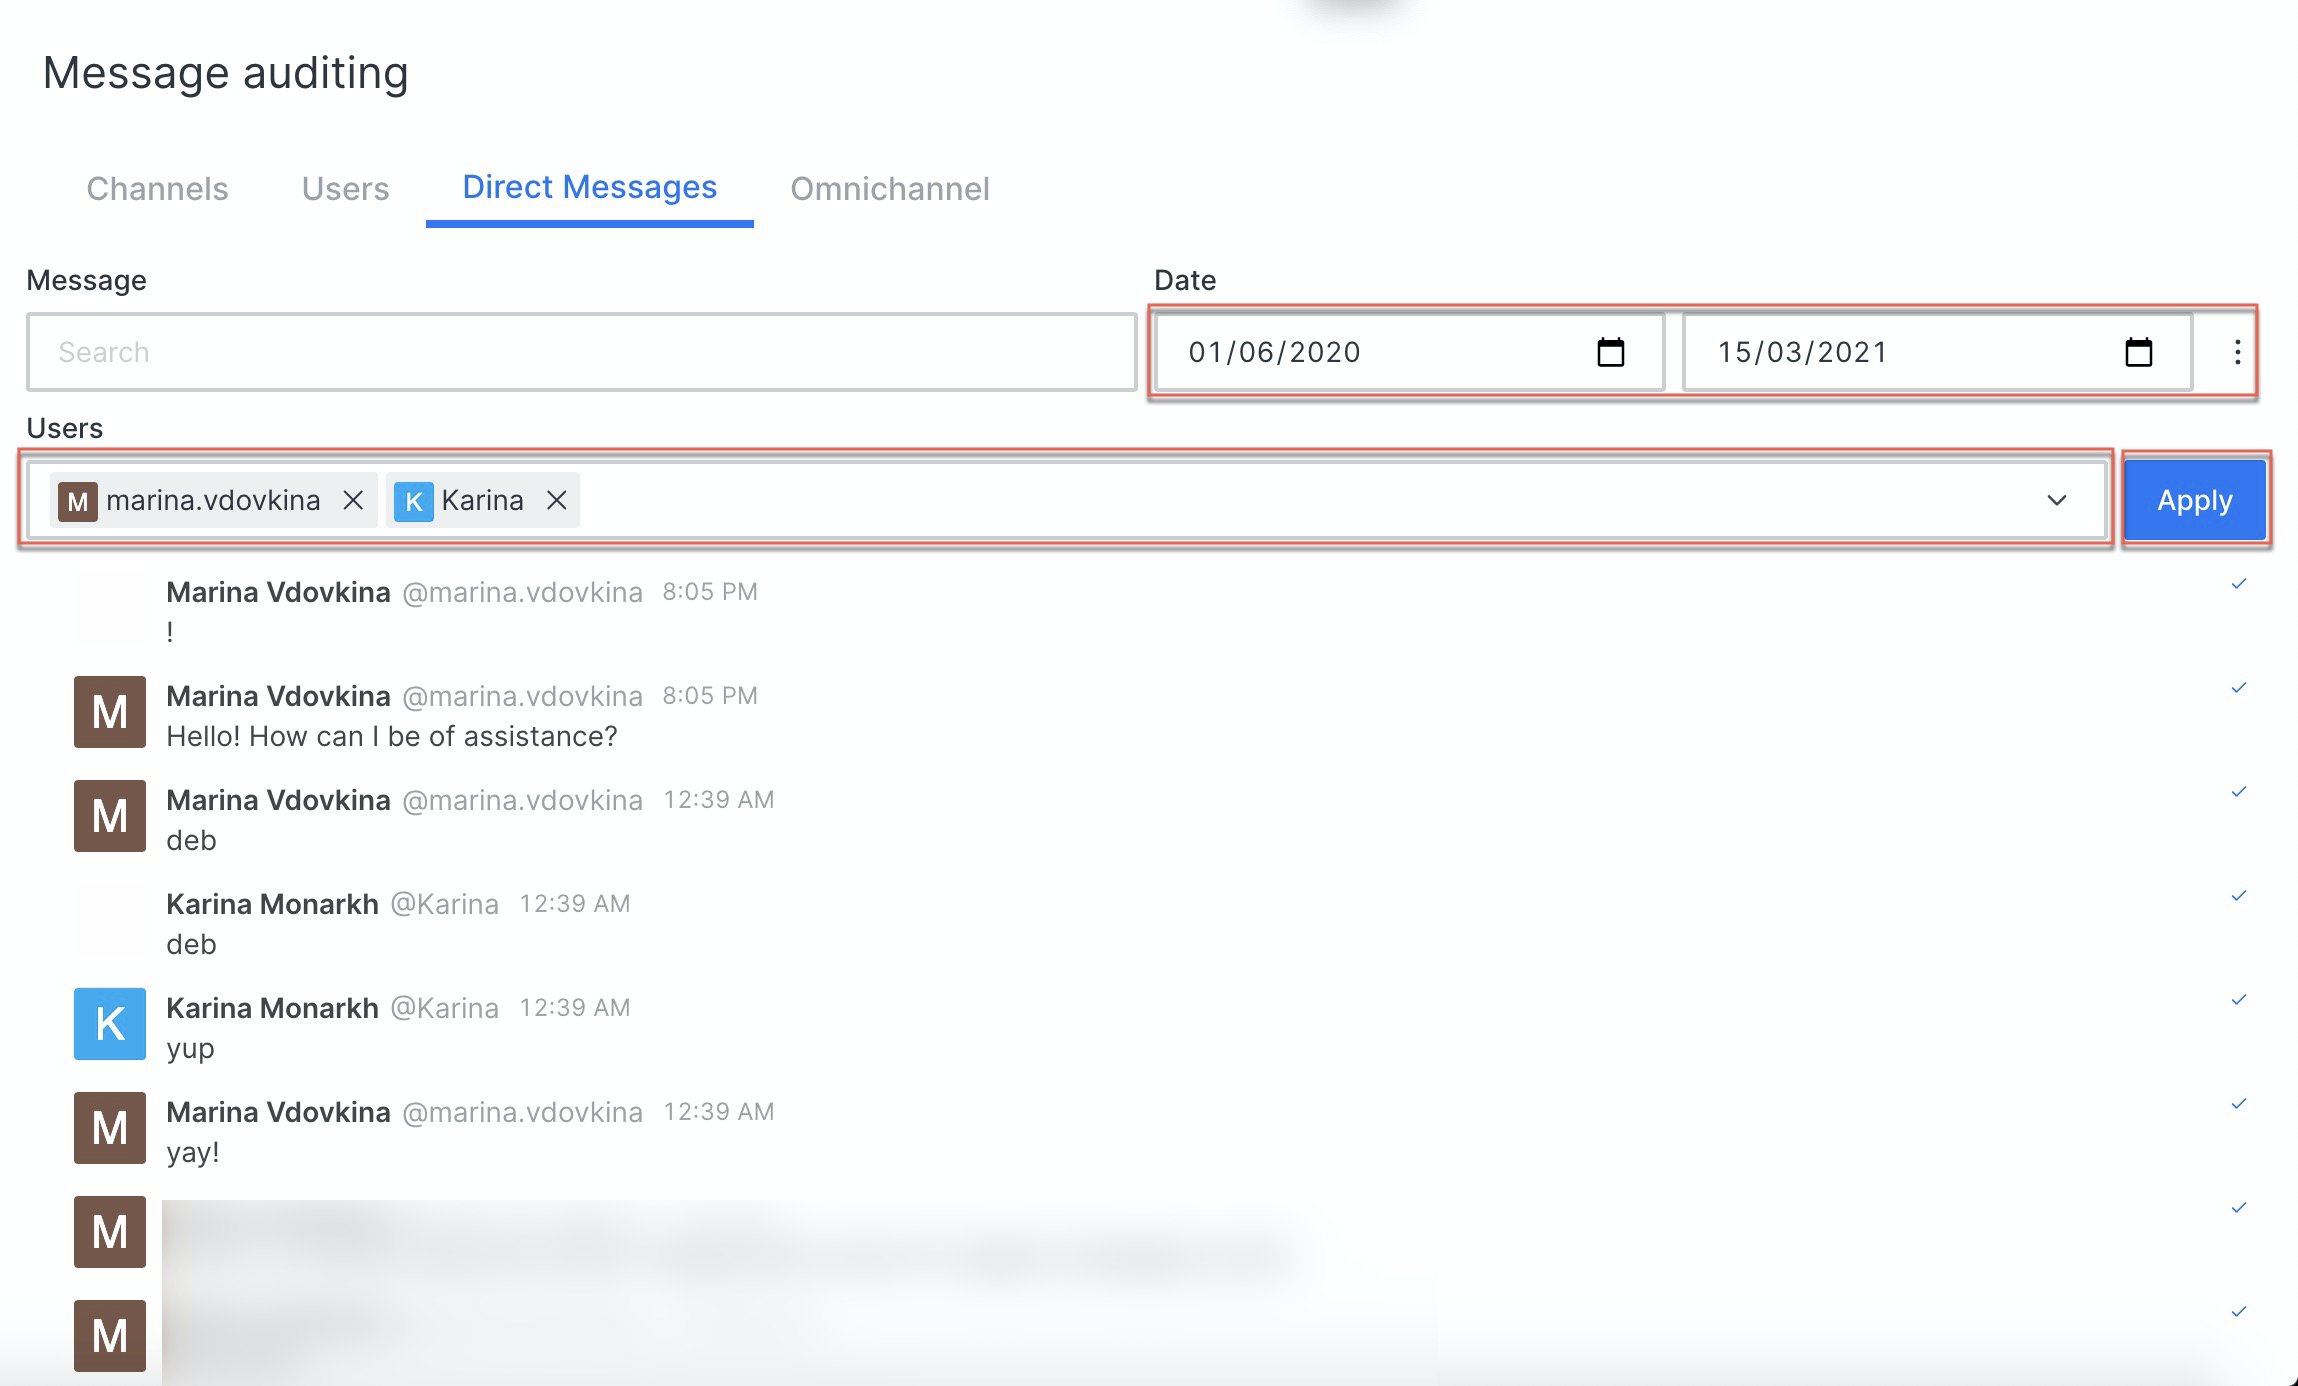 Message auditing
Channels Users Direct Messages Omnichannel
Message Date
Search 01/06/2020 15/03/2021
Users
M marina.vdovkina K Karina Apply
Marina Vdovkina @marina.vdovkina 8:05 PM
!
M Marina Vdovkina @marina.vdovkina 8:05 PM
Hello! How can I be of assistance?
M Marina Vdovkina @marina.vdovkina 12:39 AM
deb
Karina Monarkh @Karina 12:39 AM
deb
K Karina Monarkh @Karina 12:39 AM
yup
M Marina Vdovkina @marina.vdovkina 12:39 AM
yay!
M
M